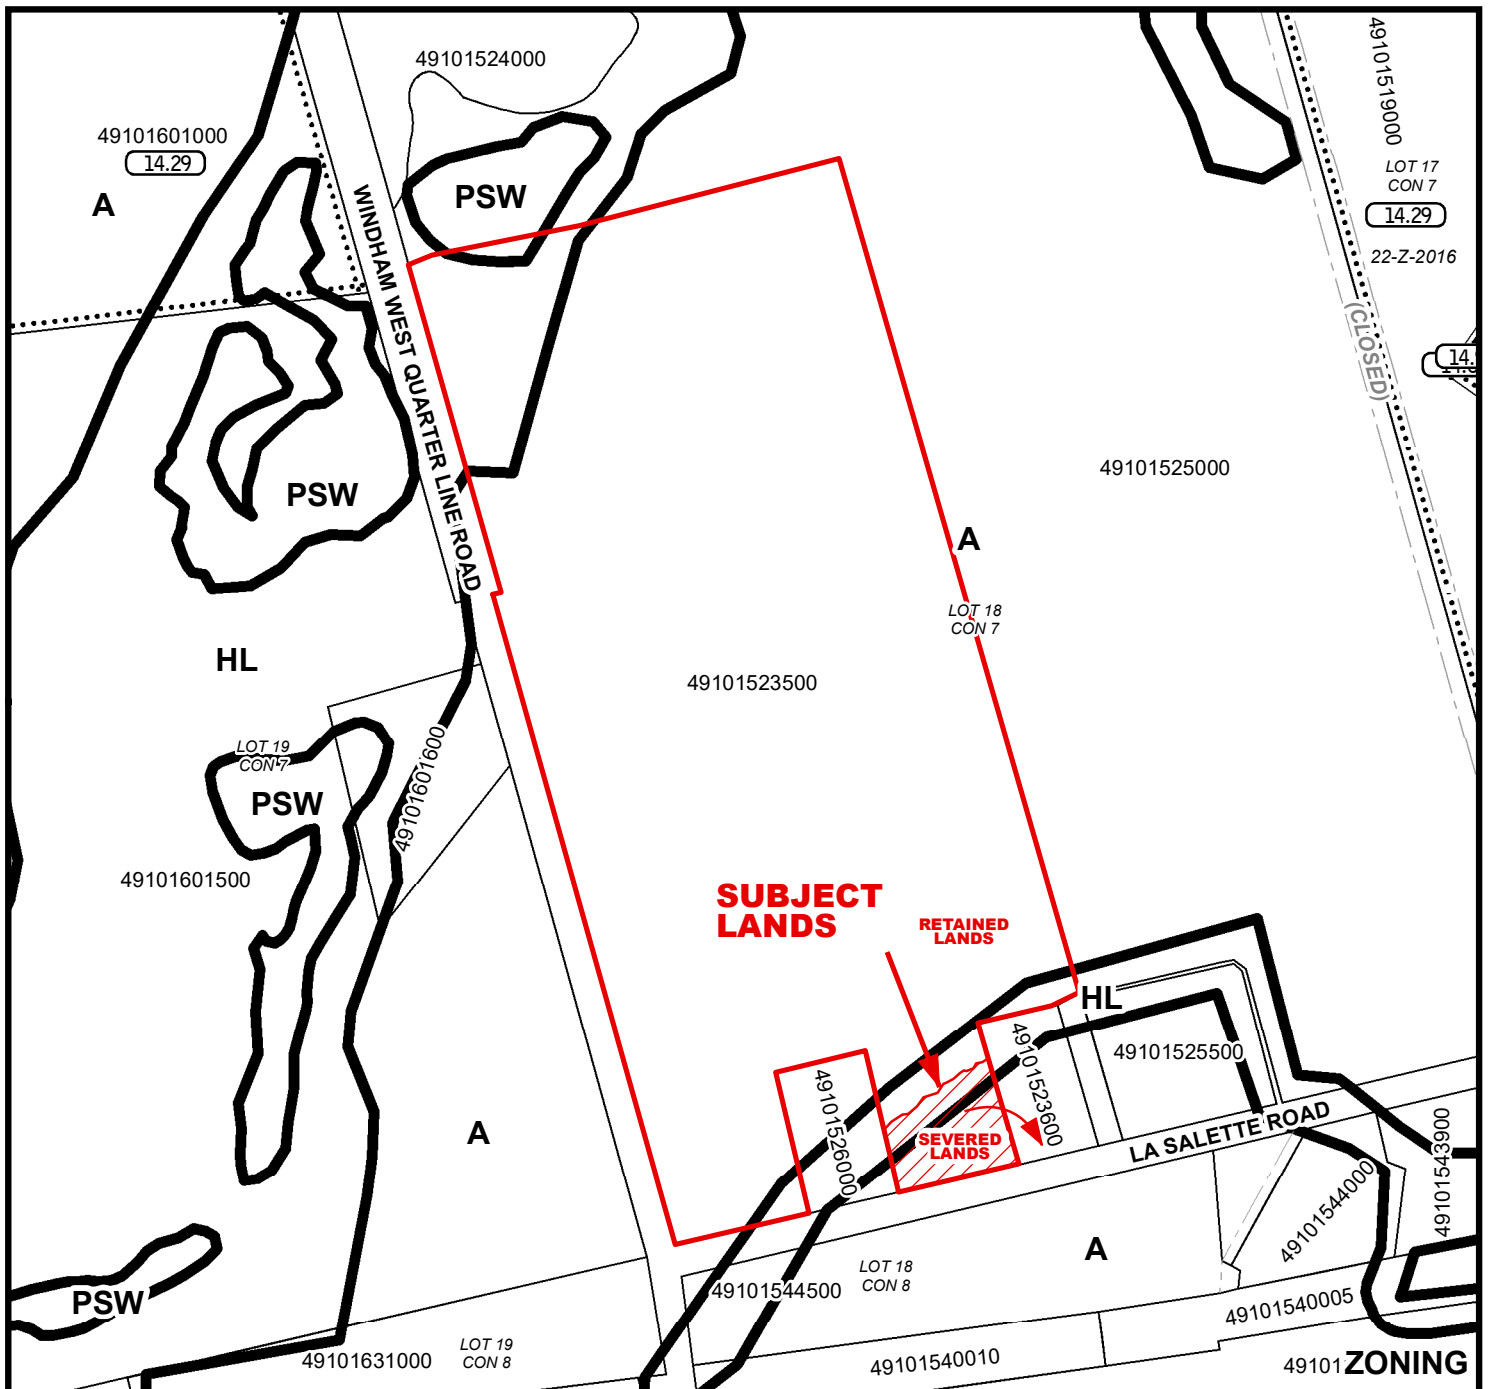 49101524000
49101519000
49101601000
14.29
LOT 17
CON 7
14.29
A
PSW
22-Z-2016
WINDHAM WEST QUARTER LINE ROAD
(CLOSED)
14.
49101525000
PSW
A
LOT 18
CON 7
HL
49101523500
49101601600
LOT 19
CON 7
PSW
49101601500
SUBJECT
LANDS
RETAINED
LANDS
HL
49101523600
49101525500
49101526000
A
SEVERED
LANDS
LA SALETTE ROAD
49101543900
49101544000
A
LOT 18
CON 8
49101544500
PSW
49101540005
LOT 19
CON 8
49101631000
49101540010
49101
ZONING